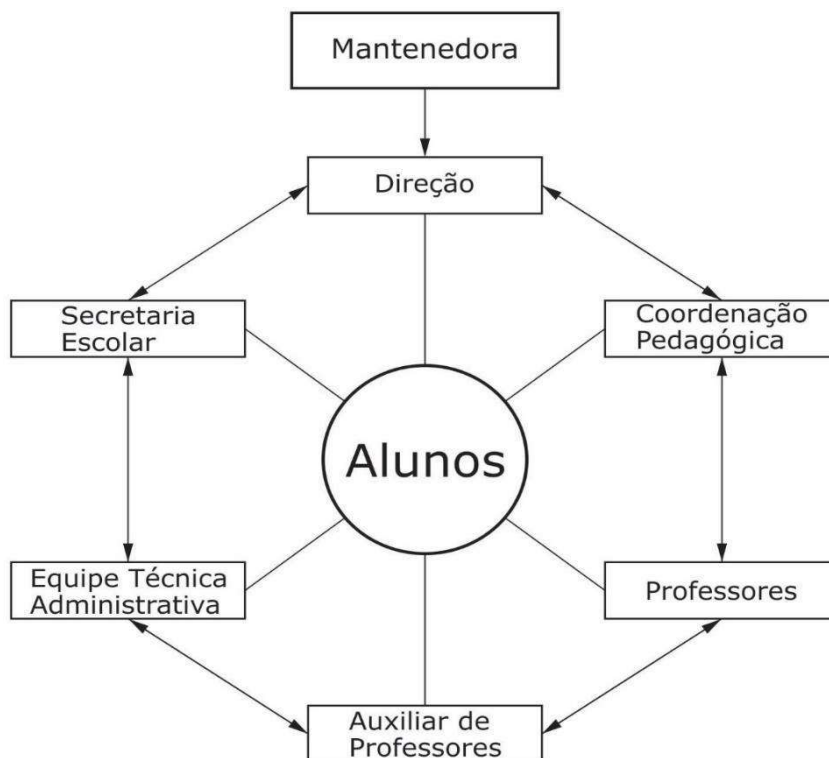 Mantenedora
Direção
Secretaria
Escolar
Coordenação
Pedagógica
Alunos
Equipe Técnica
Administrativa
Professores
Auxiliar de
Professores